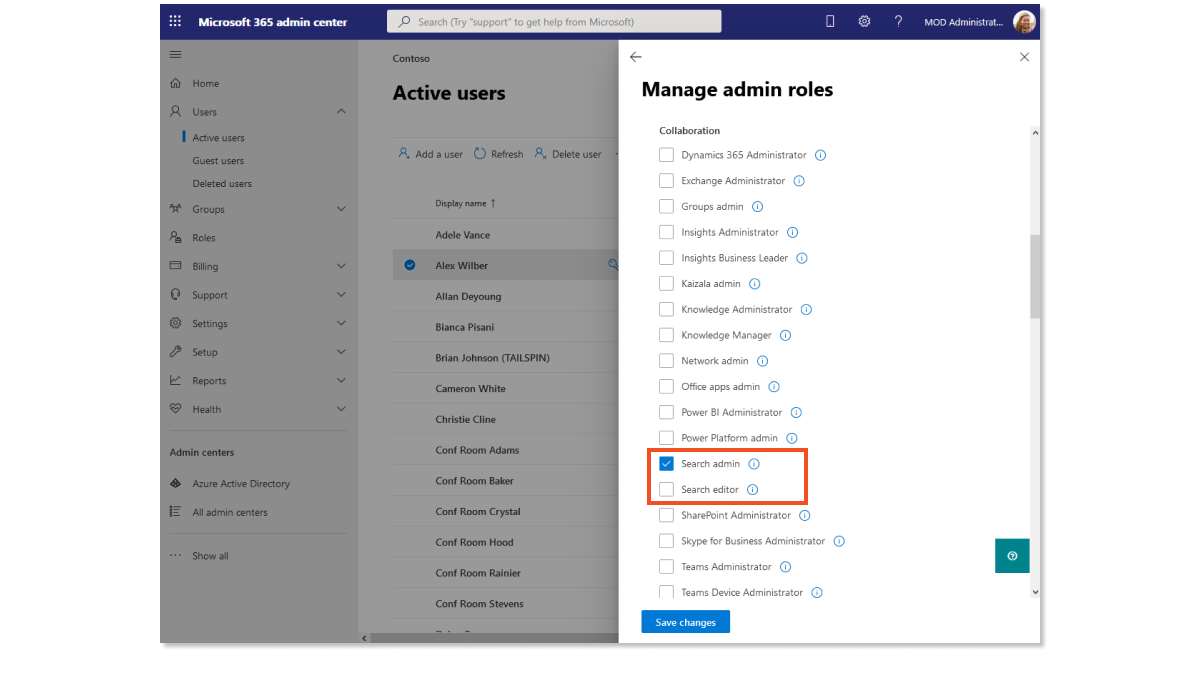 Microsoft 365 admin center
Search (Try "support" to get help from Microsoft)
MOD Administrat...
Home
Users
Active users
Guest users
Deleted users
Groups
Roles
Billing
Support
Settings
Setup
Reports
Health
Admin centers
Azure Active Directory
All admin centers
Show all
Contoso
Active users
Add a user Refresh Delete user
Display name ↑
Adele Vance
Alex Wilber
Allan Deyoung
Bianca Pisani
Brian Johnson (TAILSPIN)
Cameron White
Christie Cline
Conf Room Adams
Conf Room Baker
Conf Room Crystal
Conf Room Hood
Conf Room Rainier
Conf Room Stevens
Manage admin roles
Collaboration
Dynamics 365 Administrator
Exchange Administrator
Groups admin
Insights Administrator
Insights Business Leader
Kaizala admin
Knowledge Administrator
Knowledge Manager
Network admin
Office apps admin
Power BI Administrator
Power Platform admin
Search admin
Search editor
SharePoint Administrator
Skype for Business Administrator
Teams Administrator
Teams Device Administrator
Save changes